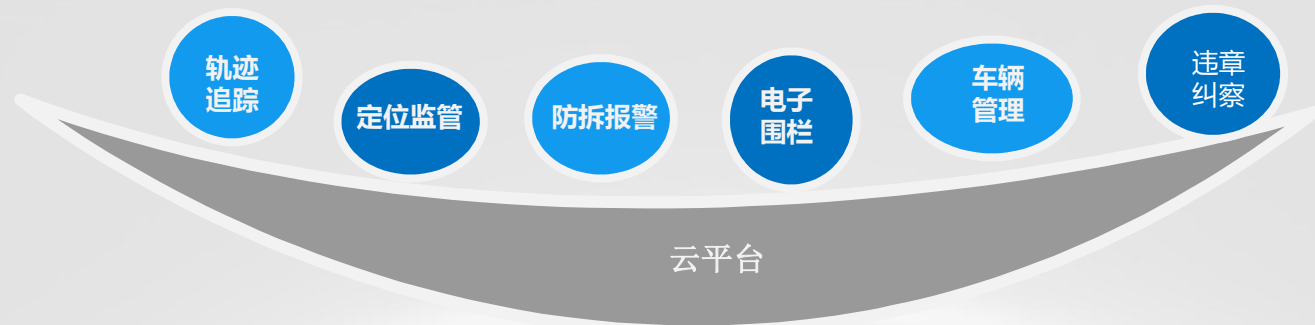 轨迹
追踪
定位监管
防拆报警
电子
围栏
车辆
管理
违章
纠察
云平台